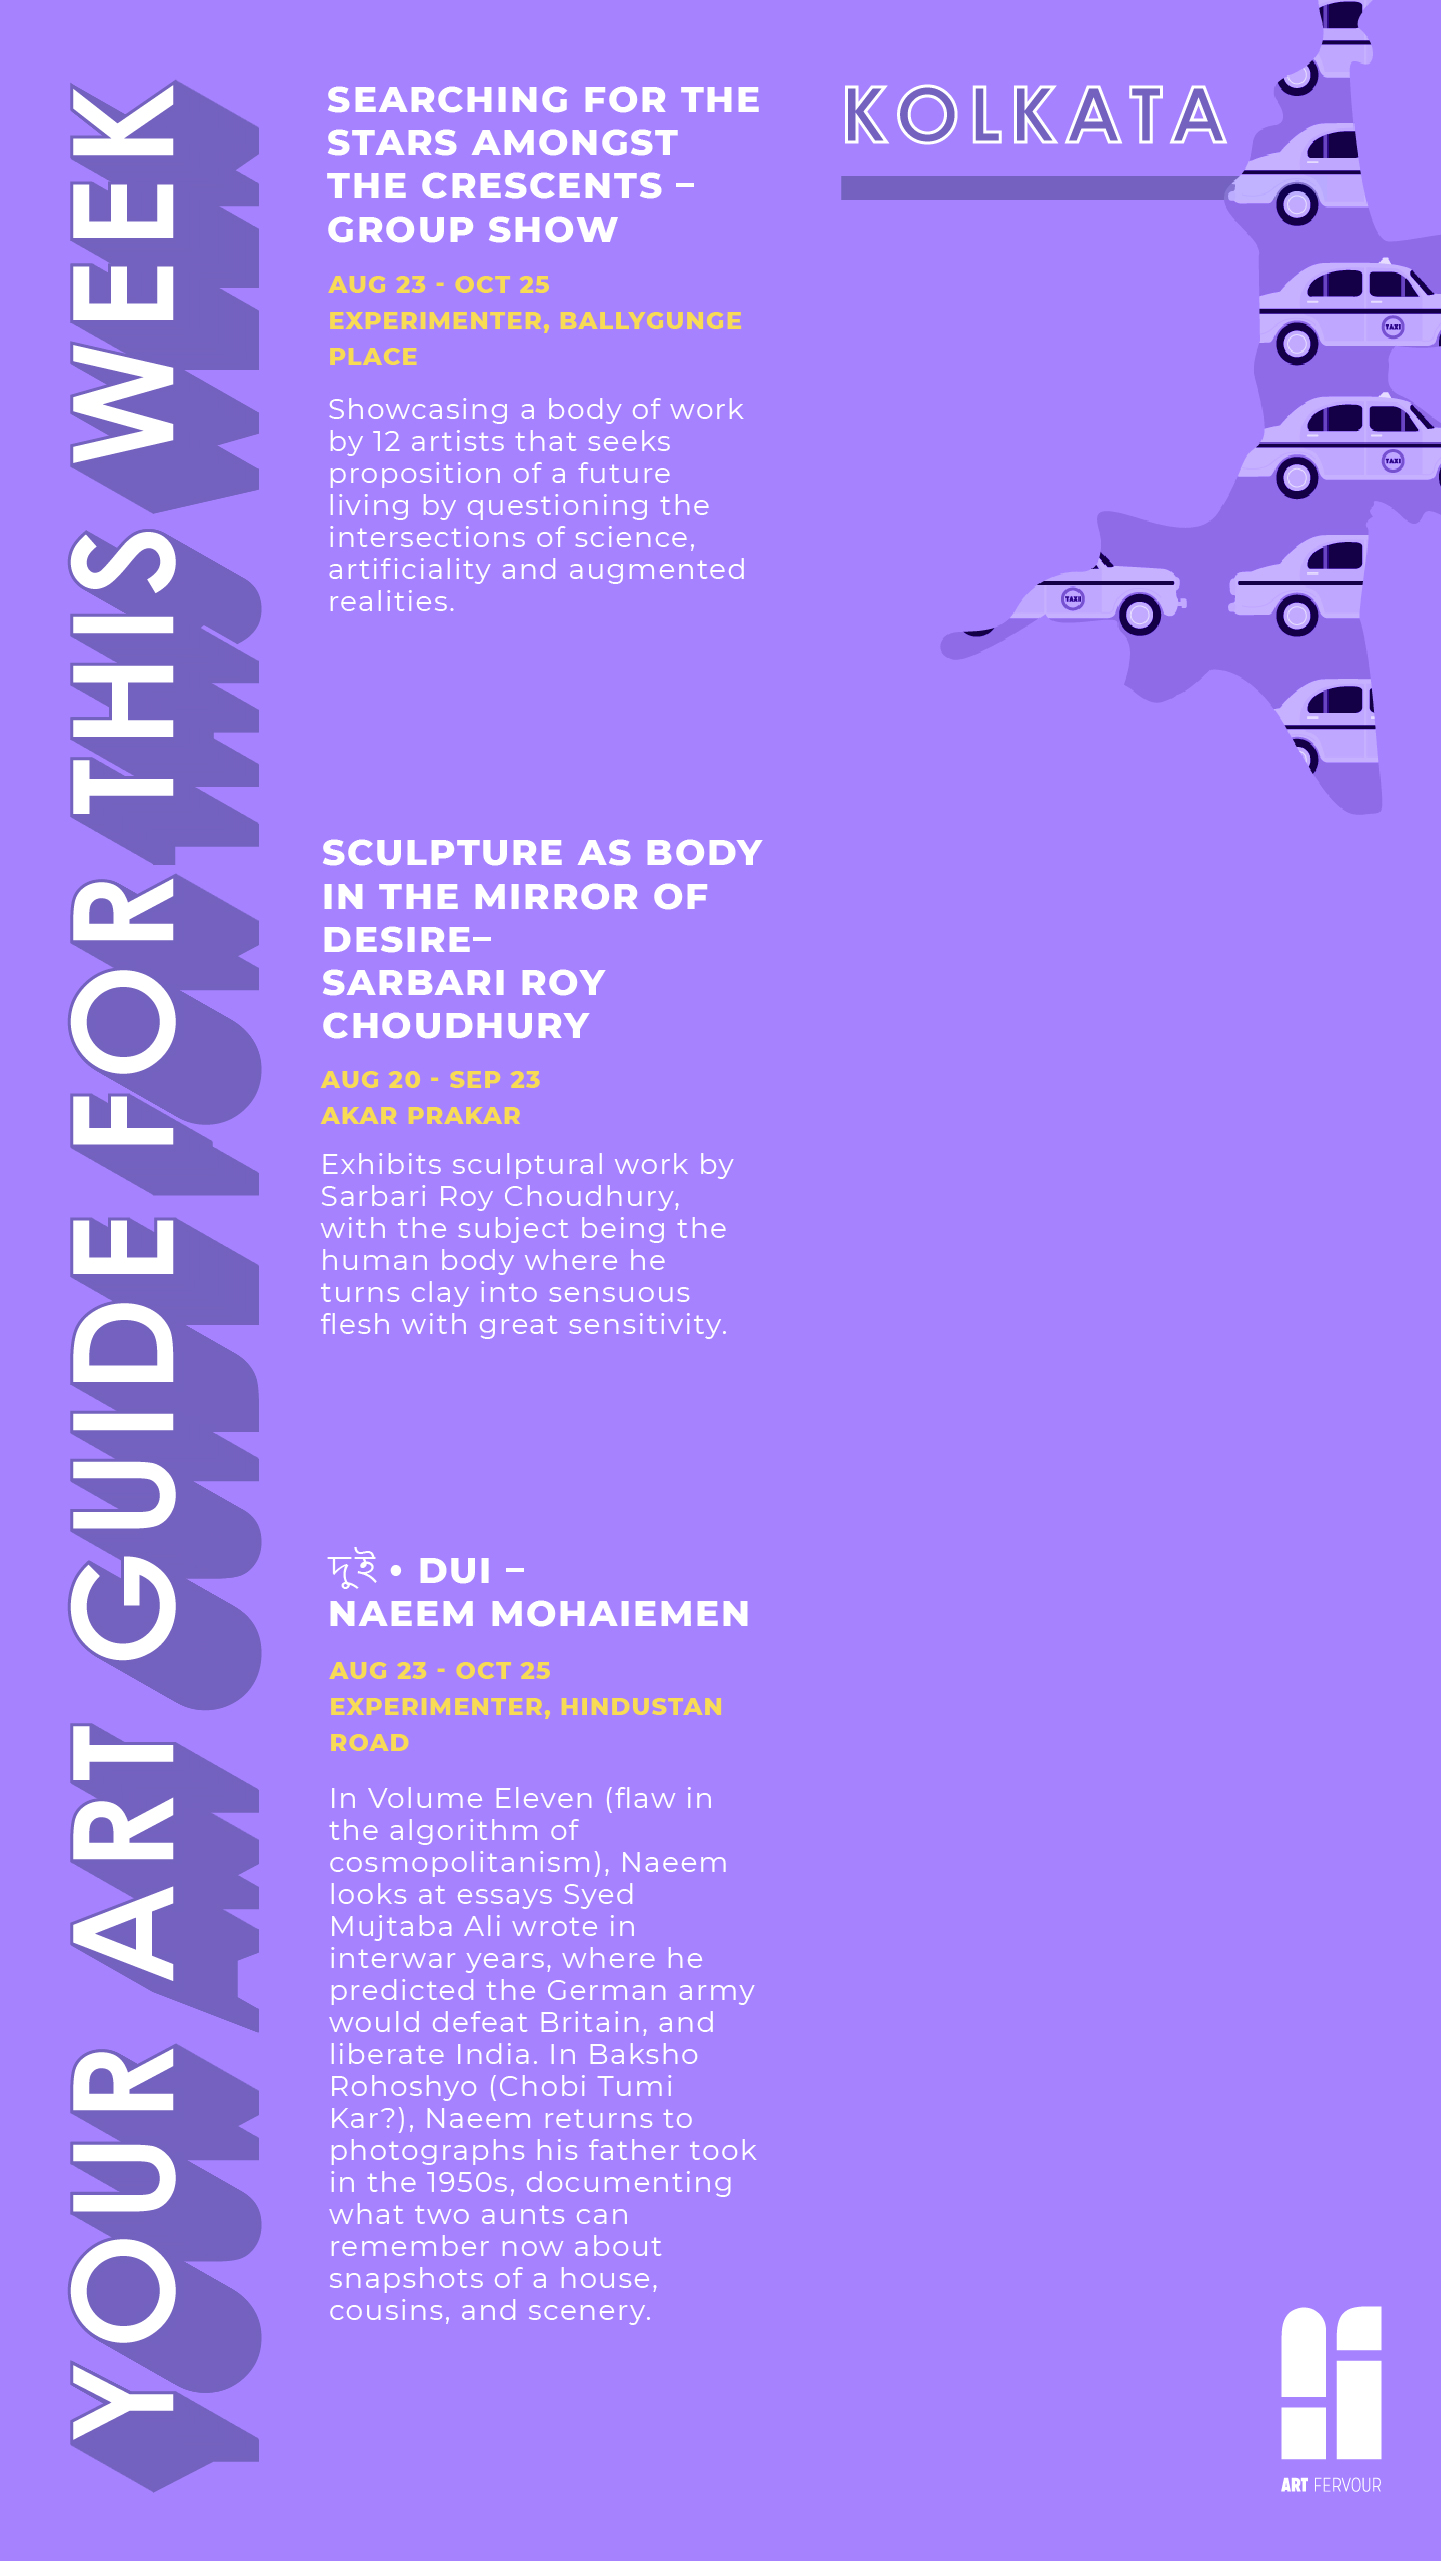 YOUR ART GUIDE FOR THIS WEEK
KOLKATA
SEARCHING FOR THE
STARS AMONGST
THE CRESCENTS –
GROUP SHOW
AUG 23 - OCT 25
EXPERIMENTER, BALLYGUNGE
PLACE
Showcasing a body of work
by 12 artists that seeks
proposition of a future
living by questioning the
intersections of science,
artificiality and augmented
realities.
TAXI
TAXI
TAXI
SCULPTURE AS BODY
IN THE MIRROR OF
DESIRE–
SARBARI ROY
CHOUDHURY
AUG 20 - SEP 23
AKAR PRAKAR
Exhibits sculptural work by
Sarbari Roy Choudhury,
with the subject being the
human body where he
turns clay into sensuous
flesh with great sensitivity.
দুই • DUI –
NAEEM MOHAIEMEN
AUG 23 - OCT 25
EXPERIMENTER, HINDUSTAN
ROAD
In Volume Eleven (flaw in
the algorithm of
cosmopolitanism), Naeem
looks at essays Syed
Mujtaba Ali wrote in
interwar years, where he
predicted the German army
would defeat Britain, and
liberate India. In Baksho
Rohoshyo (Chobi Tumi
Kar?), Naeem returns to
photographs his father took
in the 1950s, documenting
what two aunts can
remember now about
snapshots of a house,
cousins, and scenery.
ART FERVOUR